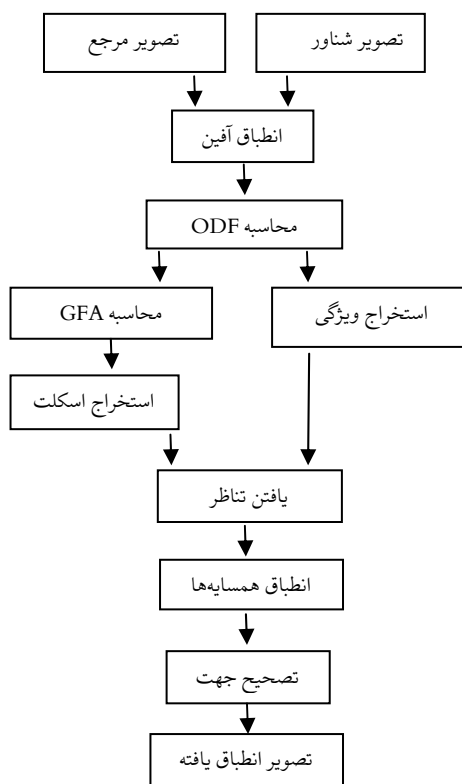 تصویر شناور
تصویر مرجع
انطباق آفین
محاسبه ODF
استخراج ویژگی
محاسبه GFA
استخراج اسکلت
یافتن تناظر
انطباق همسایه‌ها
تصحیح جهت
تصویر انطباق یافته